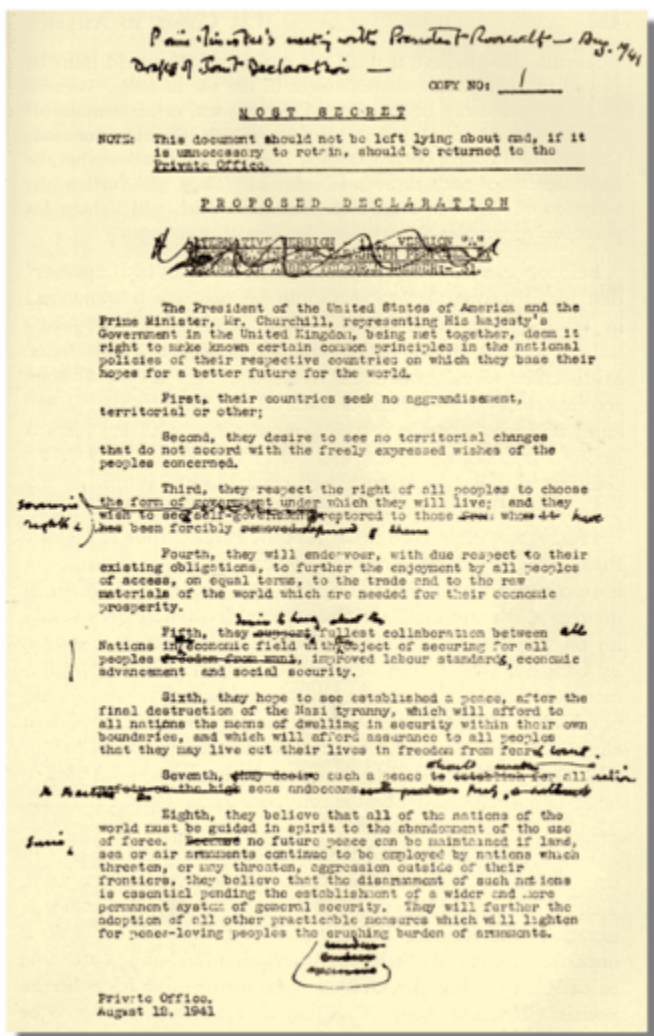 Prime Minister's meeting with President Roosevelt — Aug. 1941
Drafts of Joint Declaration —
COPY NO: 1
MOST SECRET
NOTE: This document should not be left lying about and, if it
is unnecessary to retain, should be returned to the
Private Office.
PROPOSED DECLARATION
ALTERNATIVE VERSION VERSION "A"
The President of the United States of America and the
Prime Minister, Mr. Churchill, representing His Majesty's
Government in the United Kingdom, being met together, deem it
right to make known certain common principles in the national
policies of their respective countries on which they base their
hopes for a better future for the world.
First, their countries seek no aggrandisement,
territorial or other;
Second, they desire to see no territorial changes
that do not accord with the freely expressed wishes of the
peoples concerned.
Third, they respect the right of all peoples to choose
sovereign
the form of government under which they will live; and they
rights &
wish to see self-government restored to those from whom it have
has been forcibly removed deprived of them
Fourth, they will endeavour, with due respect to their
existing obligations, to further the enjoyment by all peoples
of access, on equal terms, to the trade and to the raw
materials of the world which are needed for their economic
prosperity.
desire to bring about the
Fifth, they support fullest collaboration between all
Nations in economic field with object of securing for all
peoples freedom from want, improved labour standards, economic
advancement and social security.
Sixth, they hope to see established a peace, after the
final destruction of the Nazi tyranny, which will afford to
all nations the means of dwelling in security within their own
boundaries, and which will afford assurance to all peoples
that they may live out their lives in freedom from fear & want.
should enable
Seventh, they desire such a peace to establish for all
safety on the high seas and oceans
Eighth, they believe that all of the nations of the
world must be guided in spirit to the abandonment of the use
Since
of force. Because no future peace can be maintained if land,
sea or air armaments continue to be employed by nations which
threaten, or may threaten, aggression outside of their
frontiers, they believe that the disarmament of such nations
is essential pending the establishment of a wider and more
permanent system of general security. They will further the
adoption of all other practicable measures which will lighten
for peace-loving peoples the crushing burden of armaments.
Private Office.
August 12, 1941